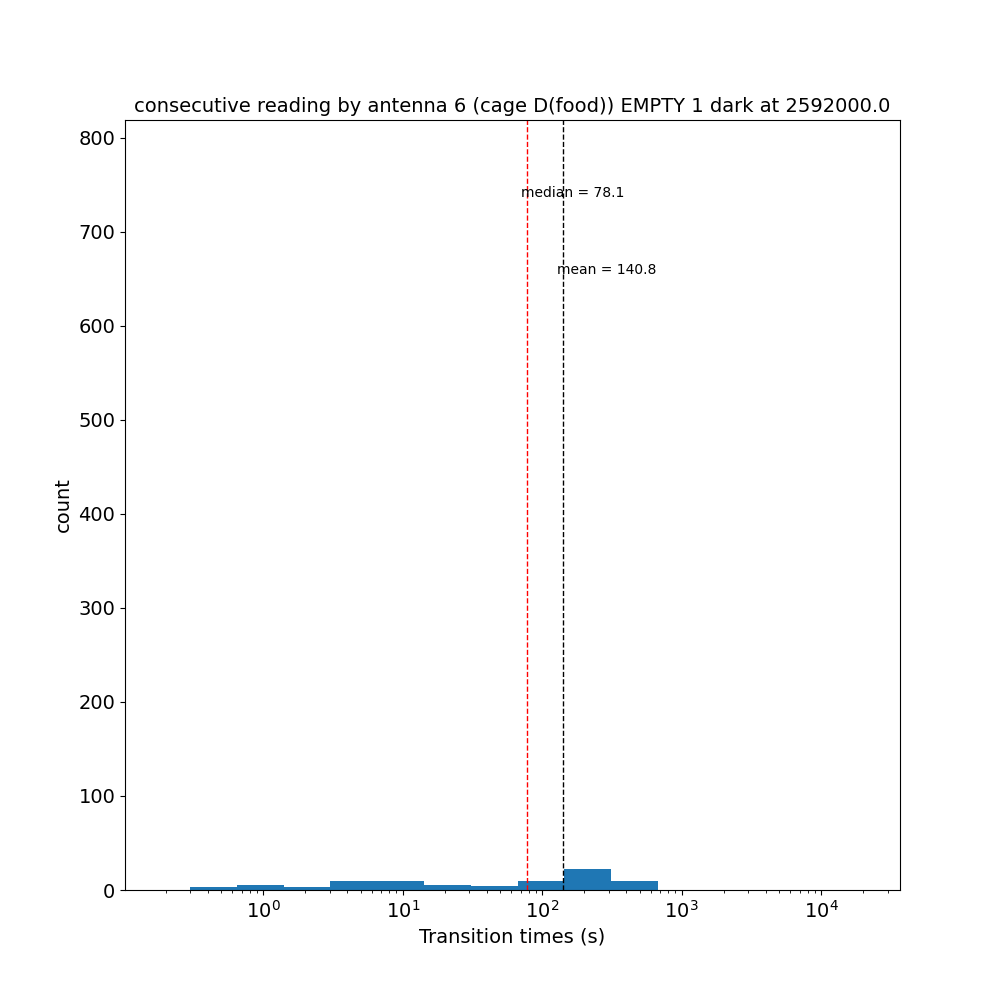 consecutive reading by antenna 6 (cage D(food)) EMPTY 1 dark at 2592000.0
800
median = 78.1
700
mean = 140.8
600
500
400
count
300
200
100
0
10⁰ 10¹ 10² 10³ 10⁴
Transition times (s)